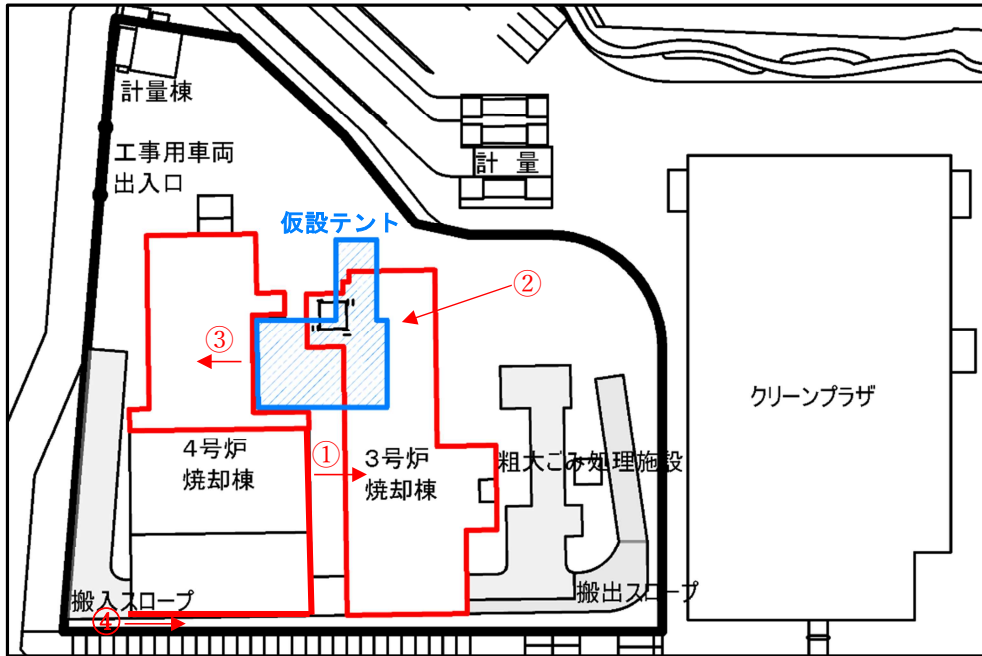 計量棟
工事用車両
出入口
計 量
仮設テント
②
③
クリーンプラザ
4号炉
焼却棟
①
3号炉
焼却棟
粗大ごみ処理施設
搬入スロープ
搬出スロープ
④